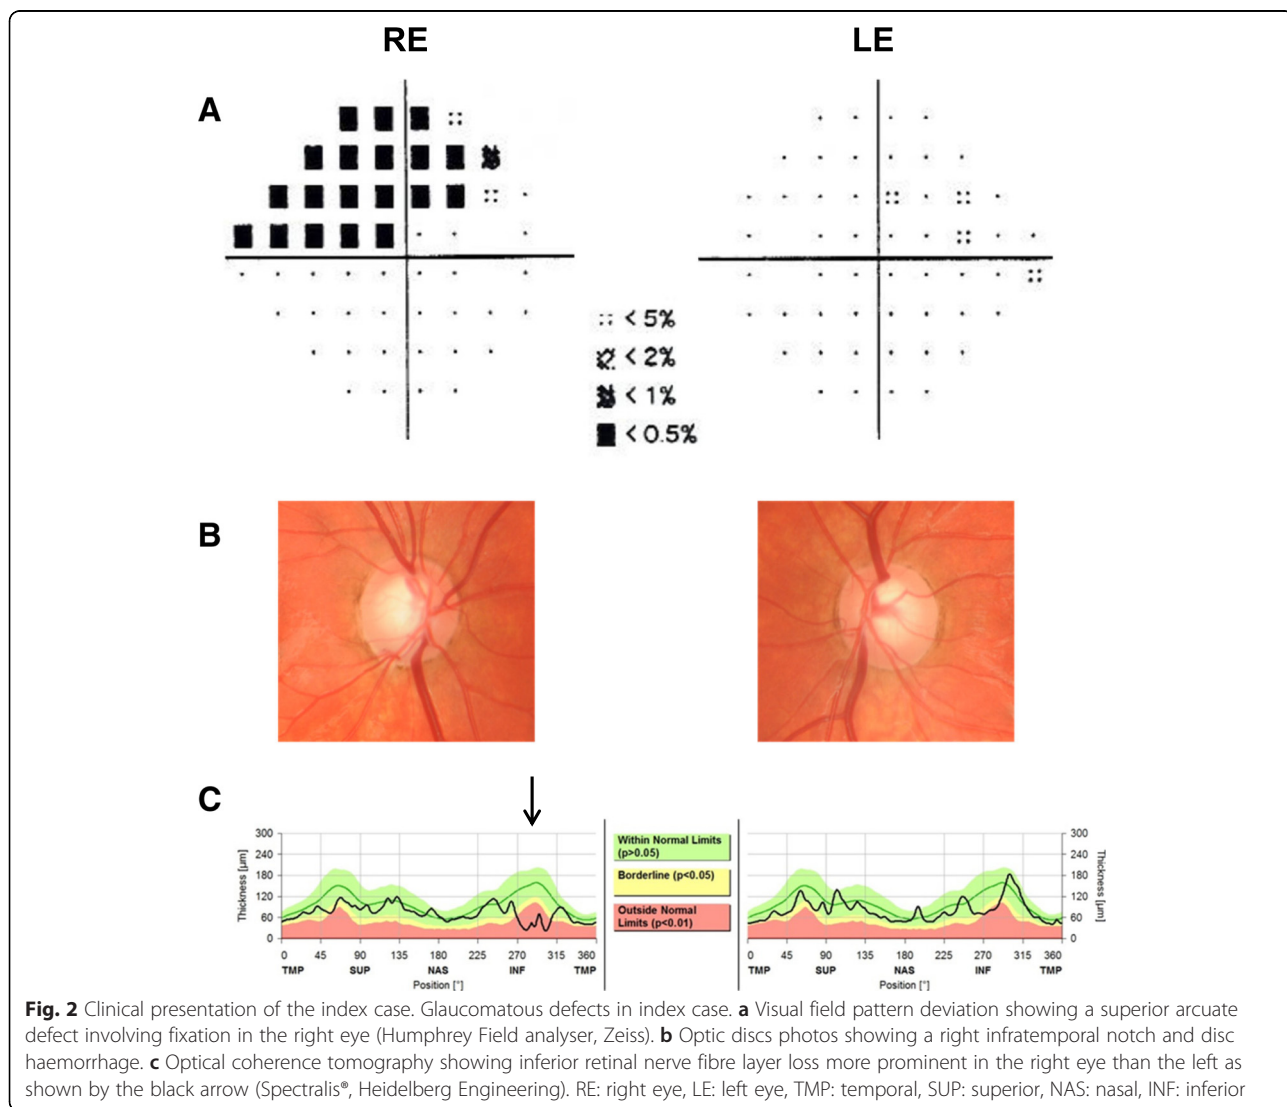 RE
LE
A
< 5%
< 2%
< 1%
< 0.5%
B
C
300
240
180
120
60
0
Thickness [µm]
0 45 90 135 180 225 270 315 360
TMP SUP NAS INF TMP
Position [°]
Within Normal Limits
(p>0.05)
Borderline (p<0.05)
Outside Normal
Limits (p<0.01)
300
240
180
120
60
0
Thickness [µm]
0 45 90 135 180 225 270 315 360
TMP SUP NAS INF TMP
Position [°]
Fig. 2 Clinical presentation of the index case. Glaucomatous defects in index case. a Visual field pattern deviation showing a superior arcuate
defect involving fixation in the right eye (Humphrey Field analyser, Zeiss). b Optic discs photos showing a right infratemporal notch and disc
haemorrhage. c Optical coherence tomography showing inferior retinal nerve fibre layer loss more prominent in the right eye than the left as
shown by the black arrow (Spectralis®, Heidelberg Engineering). RE: right eye, LE: left eye, TMP: temporal, SUP: superior, NAS: nasal, INF: inferior